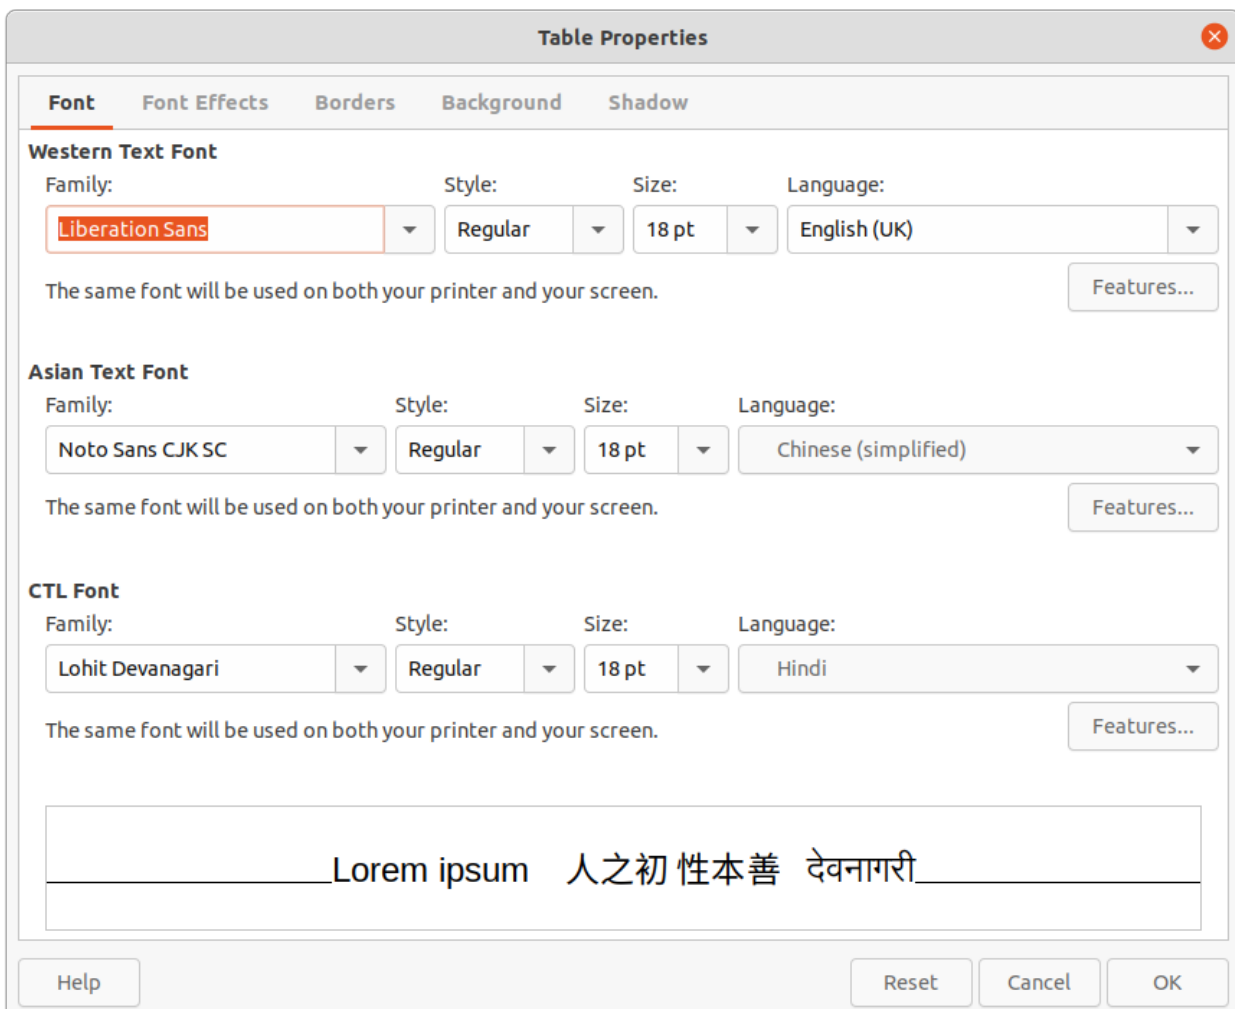 Table Properties
Font Font Effects Borders Background Shadow
Western Text Font
Family: Style: Size: Language:
Liberation Sans Regular 18 pt English (UK)
The same font will be used on both your printer and your screen. Features...
Asian Text Font
Family: Style: Size: Language:
Noto Sans CJK SC Regular 18 pt Chinese (simplified)
The same font will be used on both your printer and your screen. Features...
CTL Font
Family: Style: Size: Language:
Lohit Devanagari Regular 18 pt Hindi
The same font will be used on both your printer and your screen. Features...
Lorem ipsum 人之初 性本善 देवनागरी
Help Reset Cancel OK